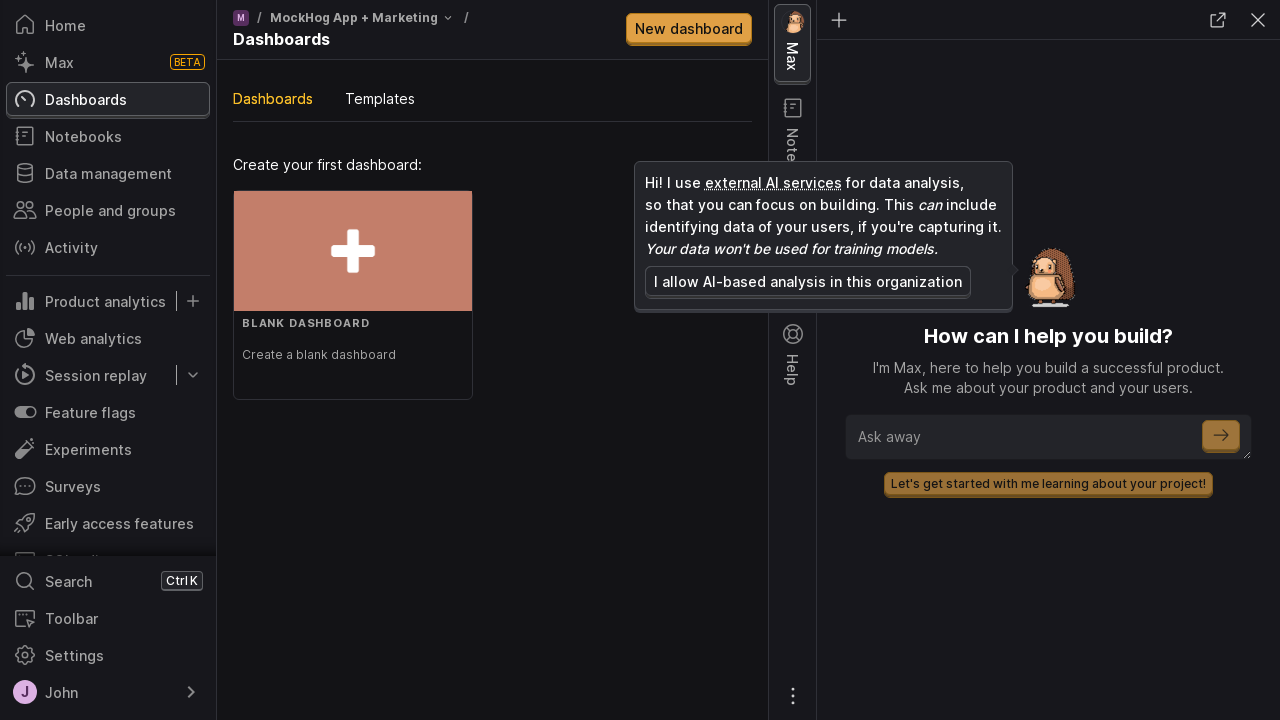 Home
Max
BETA
Dashboards
Notebooks
Data management
People and groups
Activity
Product analytics
Web analytics
Session replay
Feature flags
Experiments
Surveys
Early access features
Search
Ctrl K
Toolbar
Settings
J
John
M / MockHog App + Marketing /
Dashboards
New dashboard
Dashboards
Templates
Create your first dashboard:
BLANK DASHBOARD
Create a blank dashboard
Max
Note
Help
Hi! I use external AI services for data analysis,
so that you can focus on building. This can include
identifying data of your users, if you're capturing it.
Your data won't be used for training models.
I allow AI-based analysis in this organization
How can I help you build?
I'm Max, here to help you build a successful product.
Ask me about your product and your users.
Ask away
Let's get started with me learning about your project!